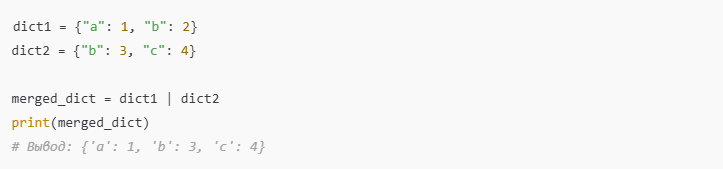 dict1 = {"a": 1, "b": 2}
dict2 = {"b": 3, "c": 4}
merged_dict = dict1 | dict2
print(merged_dict)
# Вывод: {'a': 1, 'b': 3, 'c': 4}